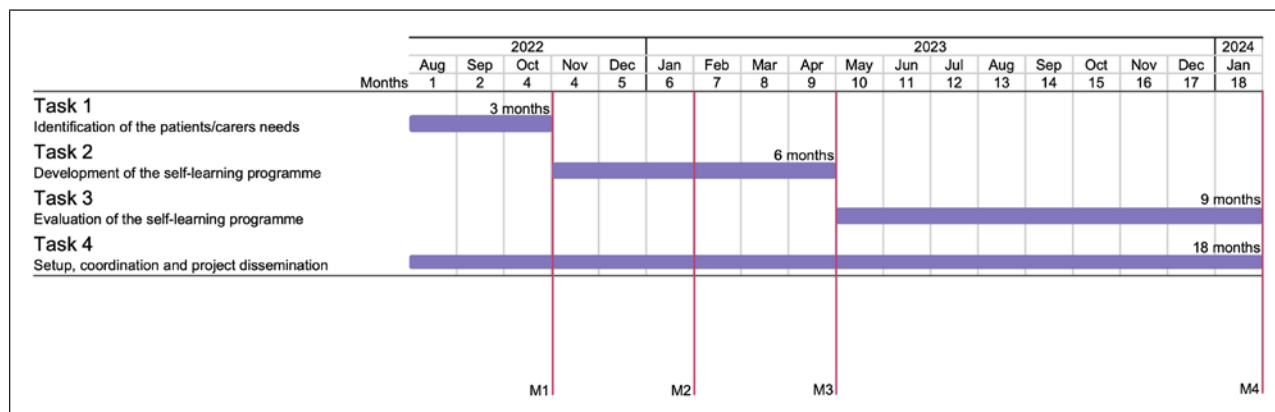 2022 2023 2024
Aug Sep Oct Nov Dec Jan Feb Mar Apr May Jun Jul Aug Sep Oct Nov Dec Jan
Months 1 2 4 4 5 6 7 8 9 10 11 12 13 14 15 16 17 18
Task 1
3 months
Identification of the patients/carers needs
Task 2
6 months
Development of the self-learning programme
Task 3
9 months
Evaluation of the self-learning programme
Task 4
18 months
Setup, coordination and project dissemination
M1 M2 M3 M4